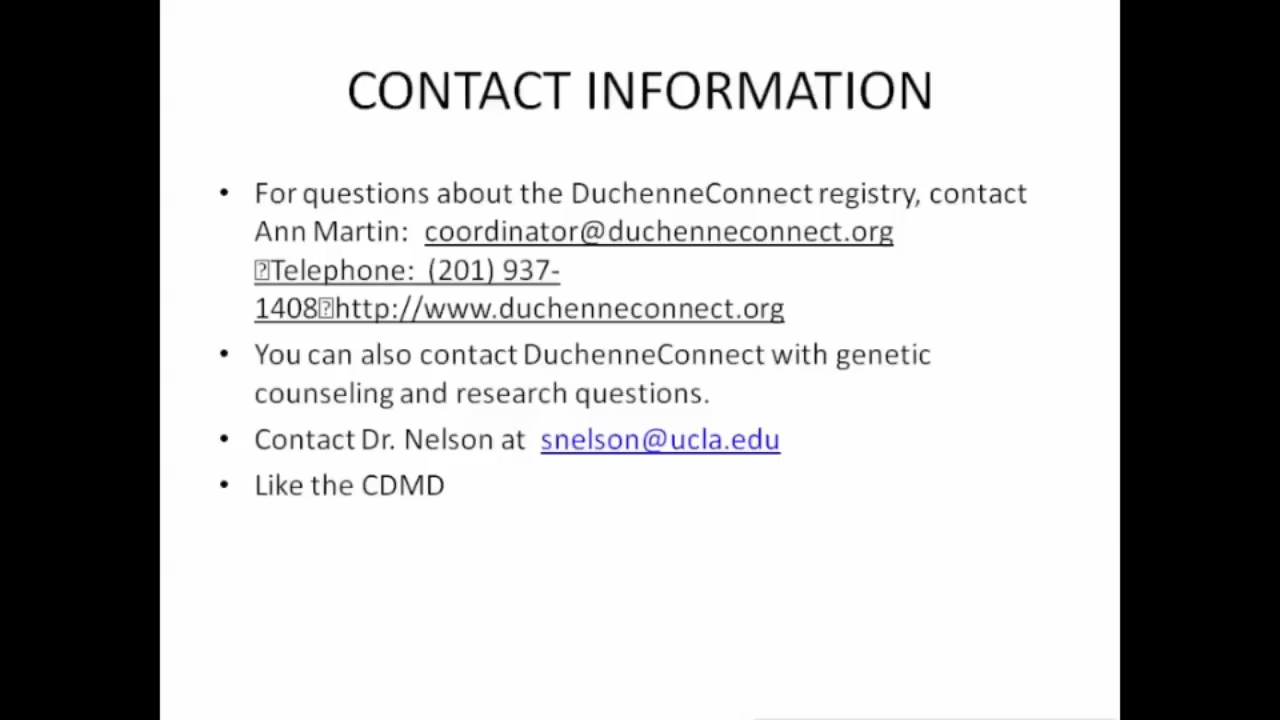 CONTACT INFORMATION
• For questions about the DuchenneConnect registry, contact
Ann Martin: coordinator@duchenneconnect.org
⍰Telephone: (201) 937-
1408⍰http://www.duchenneconnect.org
• You can also contact DuchenneConnect with genetic
counseling and research questions.
• Contact Dr. Nelson at snelson@ucla.edu
• Like the CDMD